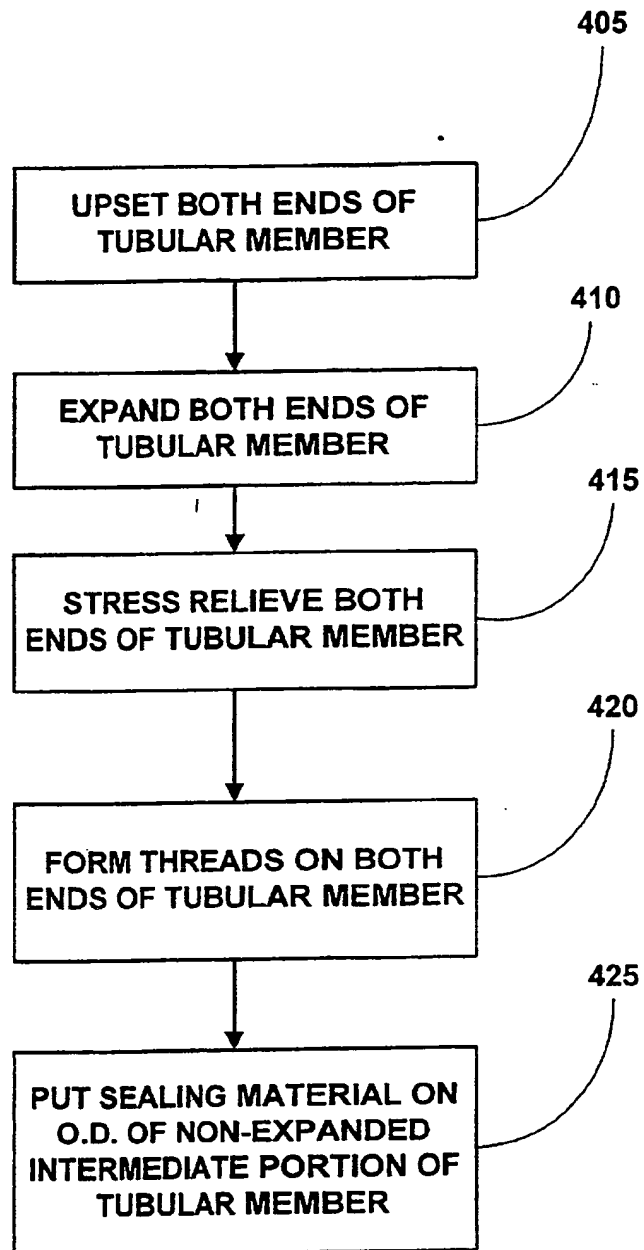 405
UPSET BOTH ENDS OF
TUBULAR MEMBER
410
EXPAND BOTH ENDS OF
TUBULAR MEMBER
415
STRESS RELIEVE BOTH
ENDS OF TUBULAR MEMBER
420
FORM THREADS ON BOTH
ENDS OF TUBULAR MEMBER
425
PUT SEALING MATERIAL ON
O.D. OF NON-EXPANDED
INTERMEDIATE PORTION OF
TUBULAR MEMBER